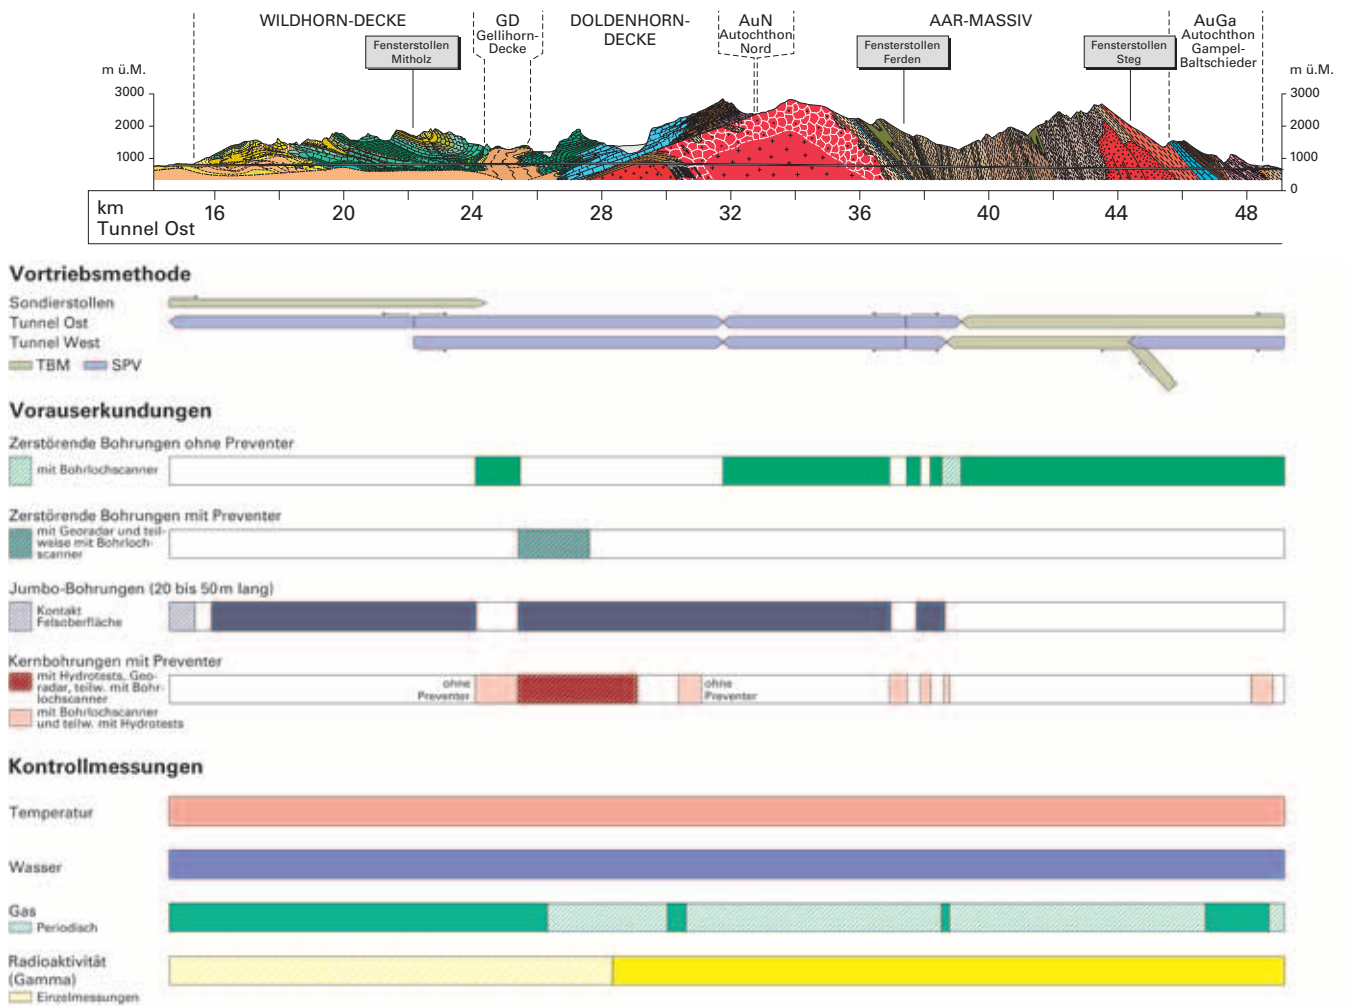 WILDHORN-DECKE
GD
Gellihorn-
Decke
DOLDENHORN-
DECKE
AuN
Autochthon
Nord
AAR-MASSIV
AuGa
Autochthon
Gampel-
Baltschieder
Fensterstollen
Mitholz
Fensterstollen
Ferden
Fensterstollen
Steg
m ü.M.
3000
2000
1000
m ü.M.
3000
2000
1000
0
km
Tunnel Ost
16 20 24 28 32 36 40 44 48
Vortriebsmethode
Sondierstollen
Tunnel Ost
Tunnel West
TBM SPV
Vorauserkundungen
Zerstörende Bohrungen ohne Preventer
mit Bohrlochscanner
Zerstörende Bohrungen mit Preventer
mit Georadar und teil-
weise mit Bohrloch-
scanner
Jumbo-Bohrungen (20 bis 50m lang)
Kontakt
Felsoberfläche
Kernbohrungen mit Preventer
mit Hydrotests, Geo-
radar, teilw. mit Bohr-
lochscanner
mit Bohrlochscanner
und teilw. mit Hydrotests
ohne
Preventer
ohne
Preventer
Kontrollmessungen
Temperatur
Wasser
Gas
Periodisch
Radioaktivität
(Gamma)
Einzelmessungen